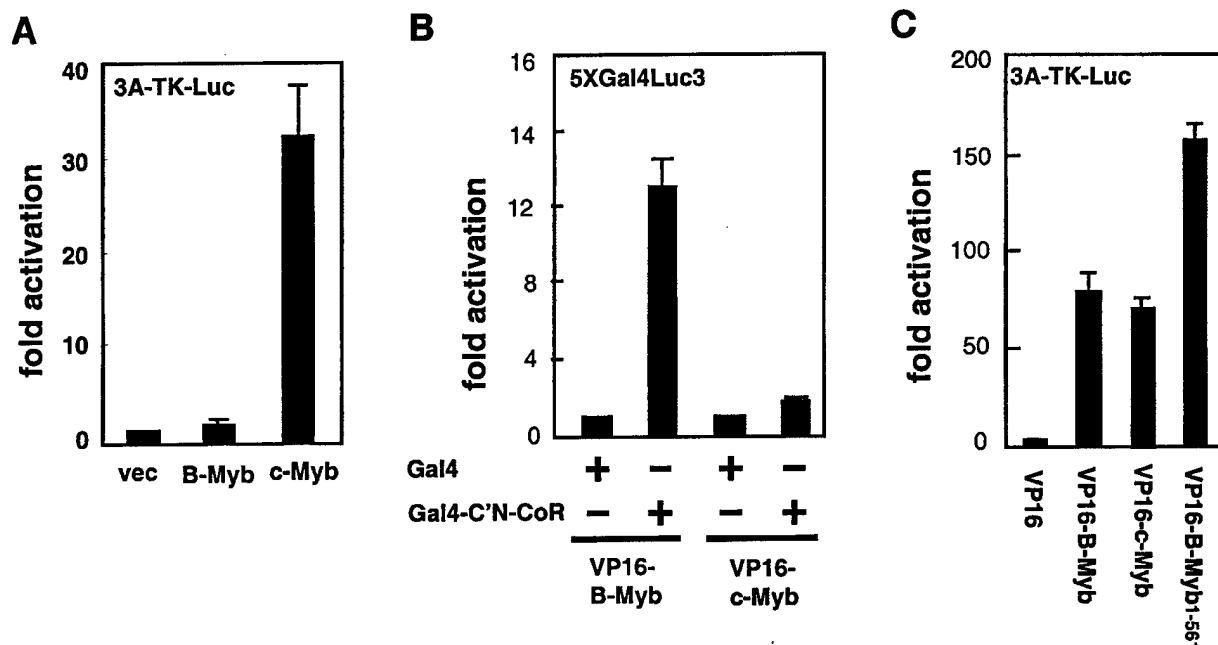 A
3A-TK-Luc
fold activation
40
30
20
10
0
vec B-Myb c-Myb
B
5XGal4Luc3
fold activation
16
14
12
8
4
0
Gal4 + – + –
Gal4-C'N-CoR – + – +
VP16-
B-Myb
VP16-
c-Myb
C
3A-TK-Luc
fold activation
200
150
100
50
0
VP16
VP16-B-Myb
VP16-c-Myb